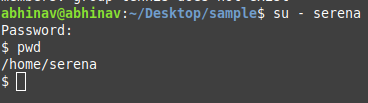 abhinav@abhinav:~/Desktop/sample$ su - serena
Password:
$ pwd
/home/serena
$